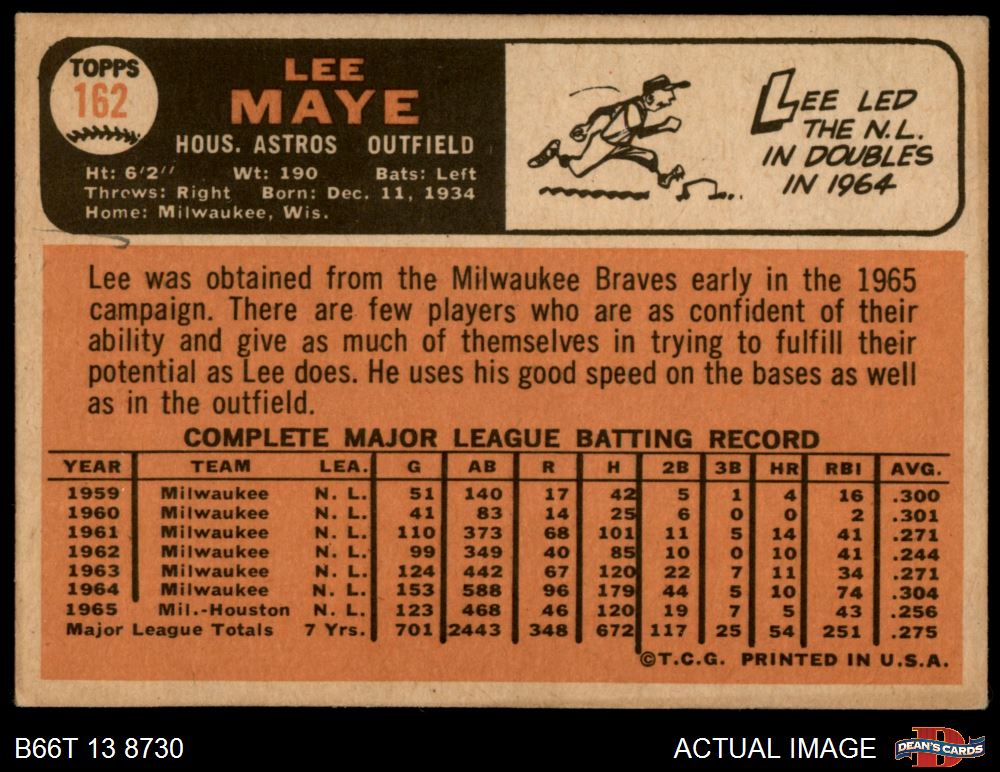 TOPPS
162
LEE
MAYE
HOUS. ASTROS OUTFIELD
Ht: 6'2'' Wt: 190 Bats: Left
Throws: Right Born: Dec. 11, 1934
Home: Milwaukee, Wis.
LEE LED
THE N.L.
IN DOUBLES
IN 1964
Lee was obtained from the Milwaukee Braves early in the 1965
campaign. There are few players who are as confident of their
ability and give as much of themselves in trying to fulfill their
potential as Lee does. He uses his good speed on the bases as well
as in the outfield.
COMPLETE MAJOR LEAGUE BATTING RECORD
YEAR TEAM LEA. G AB R H 2B 3B HR RBI AVG.
1959 Milwaukee N. L. 51 140 17 42 5 1 4 16 .300
1960 Milwaukee N. L. 41 83 14 25 6 0 0 2 .301
1961 Milwaukee N. L. 110 373 68 101 11 5 14 41 .271
1962 Milwaukee N. L. 99 349 40 85 10 0 10 41 .244
1963 Milwaukee N. L. 124 442 67 120 22 7 11 34 .271
1964 Milwaukee N. L. 153 588 96 179 44 5 10 74 .304
1965 Mil.-Houston N. L. 123 468 46 120 19 7 5 43 .256
Major League Totals 7 Yrs. 701 2443 348 672 117 25 54 251 .275
©T.C.G. PRINTED IN U.S.A.
B66T 13 8730
ACTUAL IMAGE
D
DEAN'S CARDS